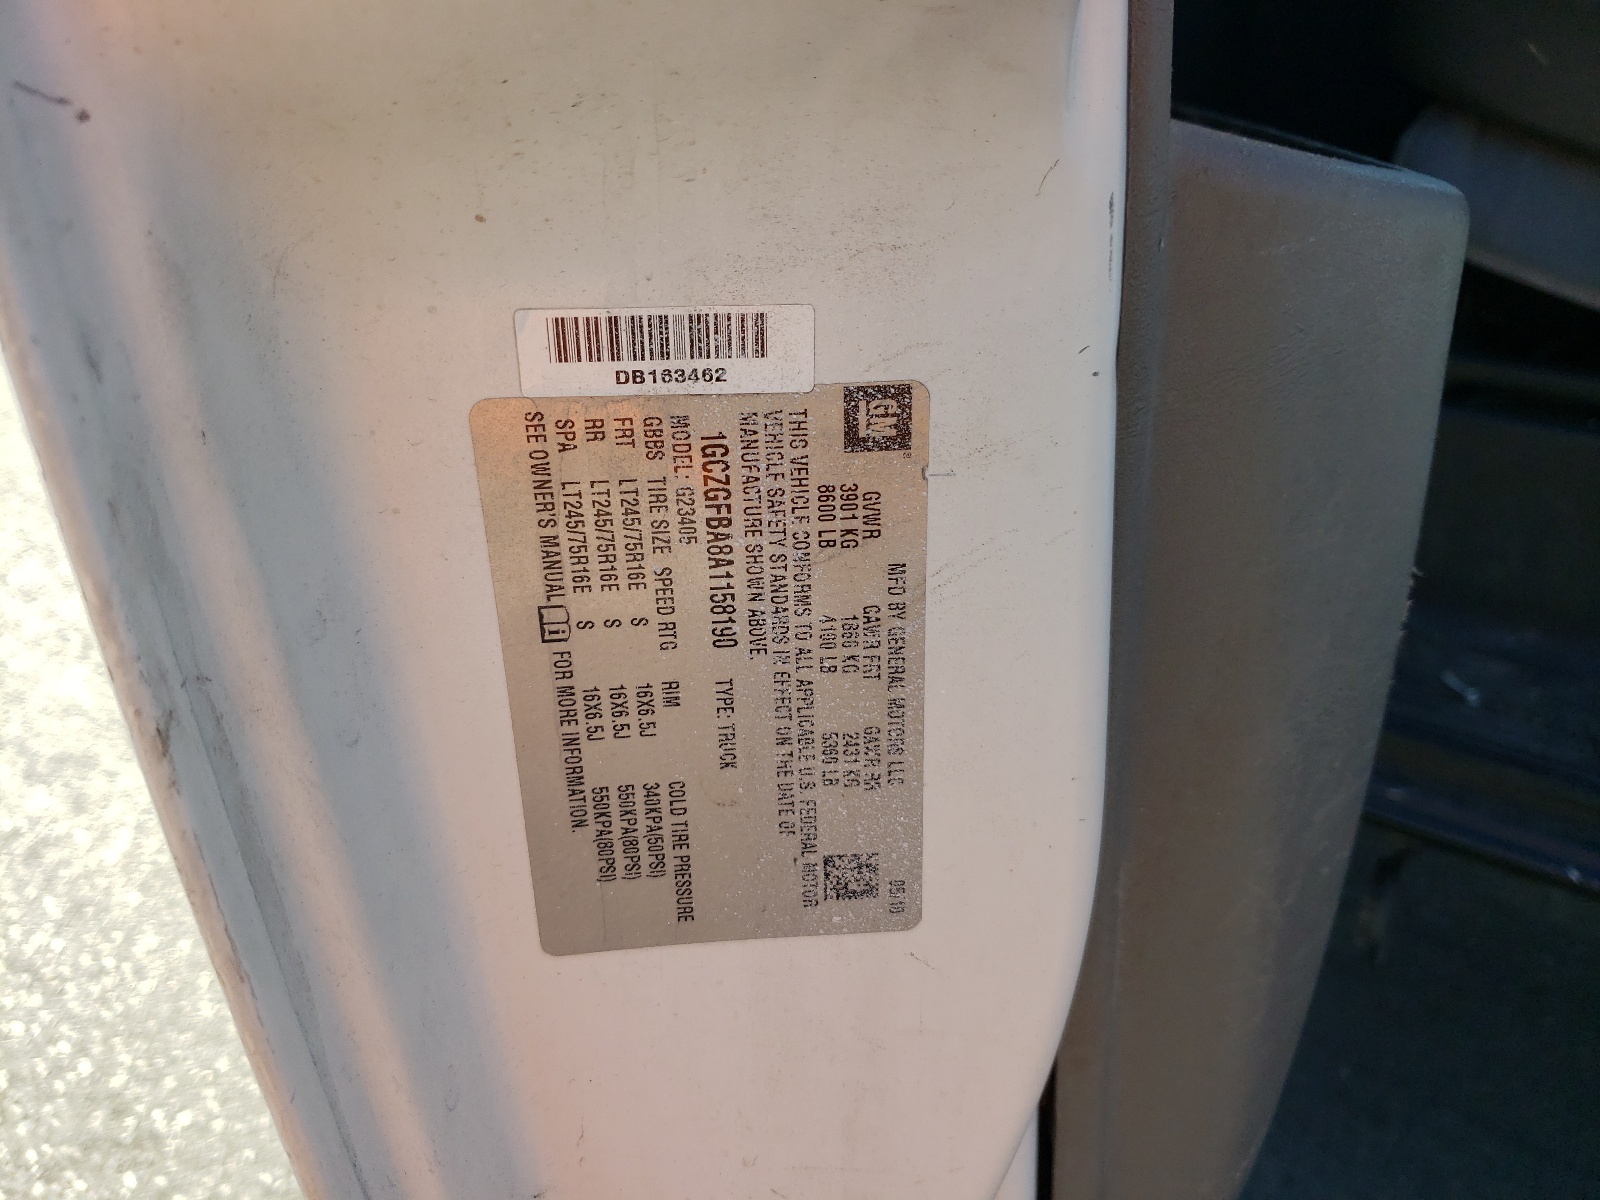 DB163462
GM
MFD BY GENERAL MOTORS LLC 05/10
GVWR GAWR FRT GAWR RR
3901 KG 1860 KG 2431 KG
8600 LB 4100 LB 5360 LB
THIS VEHICLE CONFORMS TO ALL APPLICABLE U.S. FEDERAL MOTOR
VEHICLE SAFETY STANDARDS IN EFFECT ON THE DATE OF
MANUFACTURE SHOWN ABOVE.
1GCZGFBA8A1158190 TYPE: TRUCK
MODEL: G23405
GBBS TIRE SIZE SPEED RTG RIM COLD TIRE PRESSURE
FRT LT245/75R16E S 16X6.5J 340KPA(50PSI)
RR LT245/75R16E S 16X6.5J 550KPA(80PSI)
SPA LT245/75R16E S 16X6.5J 550KPA(80PSI)
SEE OWNER'S MANUAL FOR MORE INFORMATION.